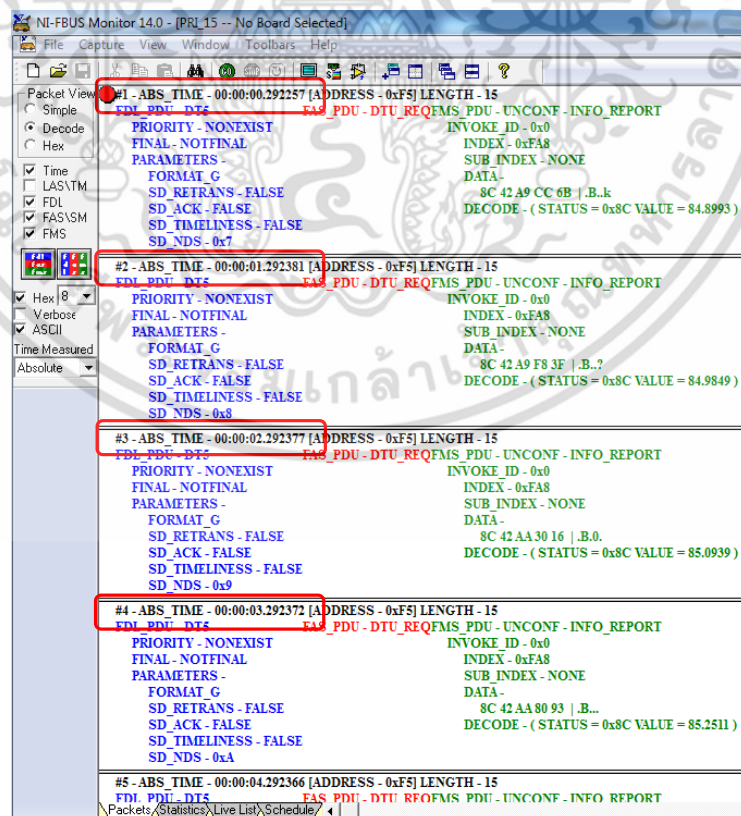 NI-FBUS Monitor 14.0 - [PRI_15 -- No Board Selected]
File Capture View Window Toolbars Help
Packet View
Simple
Decode
Hex
Time
LAS\TM
FDL
FAS\SM
FMS
Hex 8
Verbose
ASCII
Time Measured
Absolute
#1 - ABS_TIME - 00:00:00.292257 [ADDRESS - 0xF5] LENGTH - 15
FDL_PDU - DT5 FAS_PDU - DTU_REQFMS_PDU - UNCONF - INFO_REPORT
PRIORITY - NONEXIST INVOKE_ID - 0x0
FINAL - NOTFINAL INDEX - 0xFA8
PARAMETERS - SUB_INDEX - NONE
FORMAT_G DATA -
SD_RETRANS - FALSE 8C 42 A9 CC 6B | .B..k
SD_ACK - FALSE DECODE - ( STATUS = 0x8C VALUE = 84.8993 )
SD_TIMELINESS - FALSE
SD_NDS - 0x7
#2 - ABS_TIME - 00:00:01.292381 [ADDRESS - 0xF5] LENGTH - 15
FDL_PDU - DT5 FAS_PDU - DTU_REQFMS_PDU - UNCONF - INFO_REPORT
PRIORITY - NONEXIST INVOKE_ID - 0x0
FINAL - NOTFINAL INDEX - 0xFA8
PARAMETERS - SUB_INDEX - NONE
FORMAT_G DATA -
SD_RETRANS - FALSE 8C 42 A9 F8 3F | .B..?
SD_ACK - FALSE DECODE - ( STATUS = 0x8C VALUE = 84.9849 )
SD_TIMELINESS - FALSE
SD_NDS - 0x8
#3 - ABS_TIME - 00:00:02.292377 [ADDRESS - 0xF5] LENGTH - 15
FDL_PDU - DT5 FAS_PDU - DTU_REQFMS_PDU - UNCONF - INFO_REPORT
PRIORITY - NONEXIST INVOKE_ID - 0x0
FINAL - NOTFINAL INDEX - 0xFA8
PARAMETERS - SUB_INDEX - NONE
FORMAT_G DATA -
SD_RETRANS - FALSE 8C 42 AA 30 16 | .B.0.
SD_ACK - FALSE DECODE - ( STATUS = 0x8C VALUE = 85.0939 )
SD_TIMELINESS - FALSE
SD_NDS - 0x9
#4 - ABS_TIME - 00:00:03.292372 [ADDRESS - 0xF5] LENGTH - 15
FDL_PDU - DT5 FAS_PDU - DTU_REQFMS_PDU - UNCONF - INFO_REPORT
PRIORITY - NONEXIST INVOKE_ID - 0x0
FINAL - NOTFINAL INDEX - 0xFA8
PARAMETERS - SUB_INDEX - NONE
FORMAT_G DATA -
SD_RETRANS - FALSE 8C 42 AA 80 93 | .B...
SD_ACK - FALSE DECODE - ( STATUS = 0x8C VALUE = 85.2511 )
SD_TIMELINESS - FALSE
SD_NDS - 0xA
#5 - ABS_TIME - 00:00:04.292366 [ADDRESS - 0xF5] LENGTH - 15
FDL_PDU - DT5 FAS_PDU - DTU_REQFMS_PDU - UNCONF - INFO_REPORT
Packets Statistics Live List Schedule